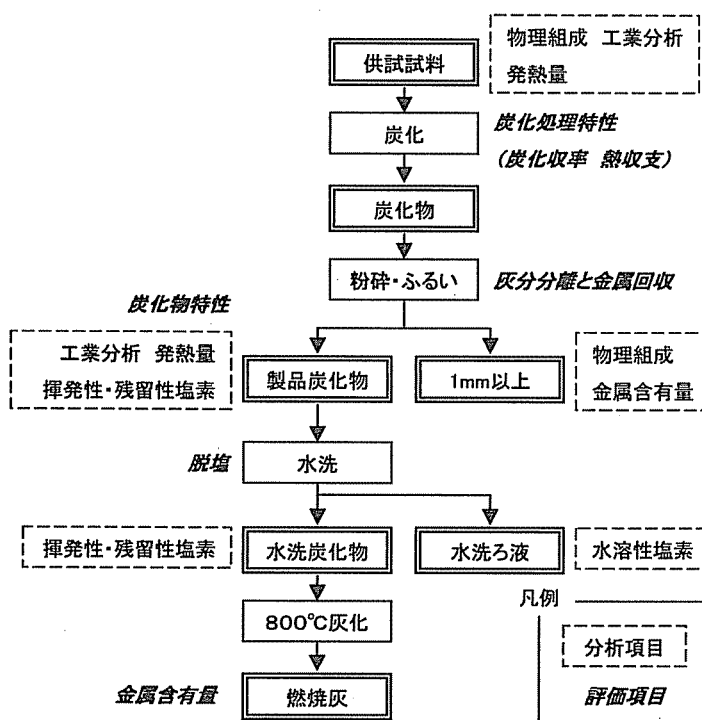 供試試料
物理組成 工業分析
発熱量
炭化
炭化処理特性
（炭化収率 熱収支）
炭化物
粉砕・ふるい
灰分分離と金属回収
炭化物特性
工業分析 発熱量
揮発性・残留性塩素
製品炭化物
1mm以上
物理組成
金属含有量
脱塩
水洗
揮発性・残留性塩素
水洗炭化物
水洗ろ液
水溶性塩素
800℃灰化
凡例
分析項目
金属含有量
燃焼灰
評価項目